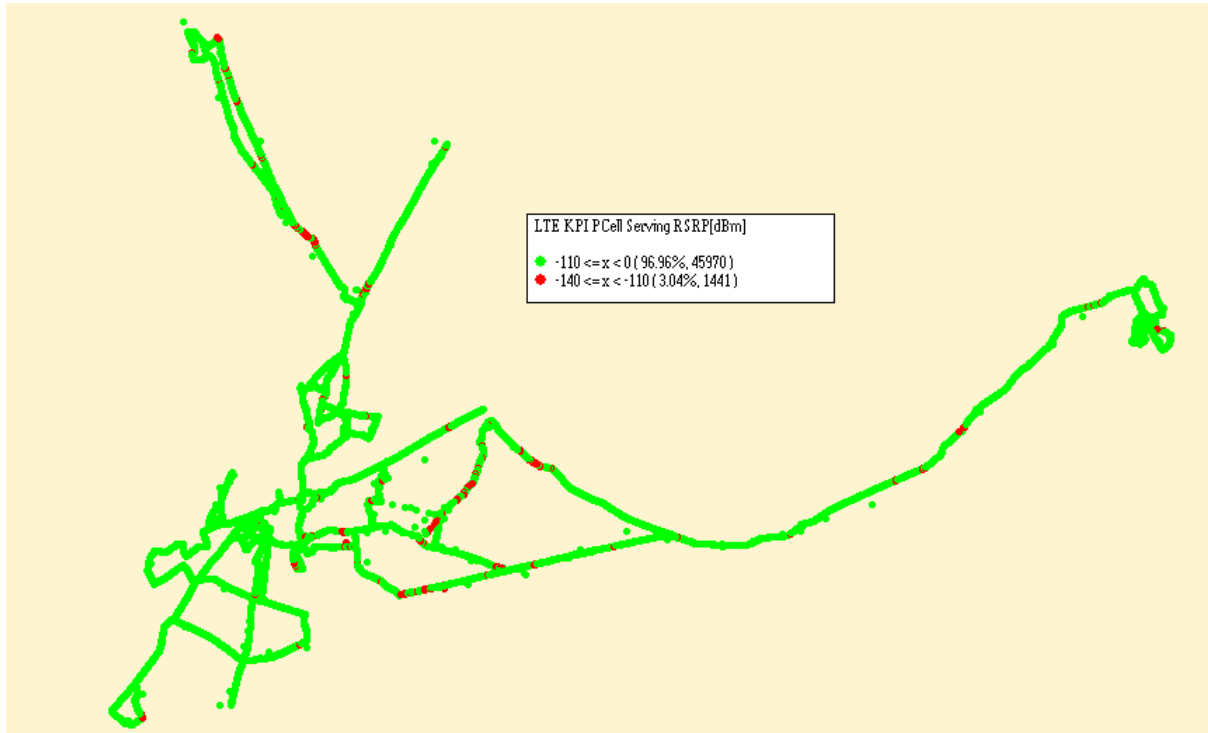 LTE KPI PCell Serving RSRP[dBm]
-110 <= x < 0 ( 96.96%, 45970 )
-140 <= x < -110 ( 3.04%, 1441 )